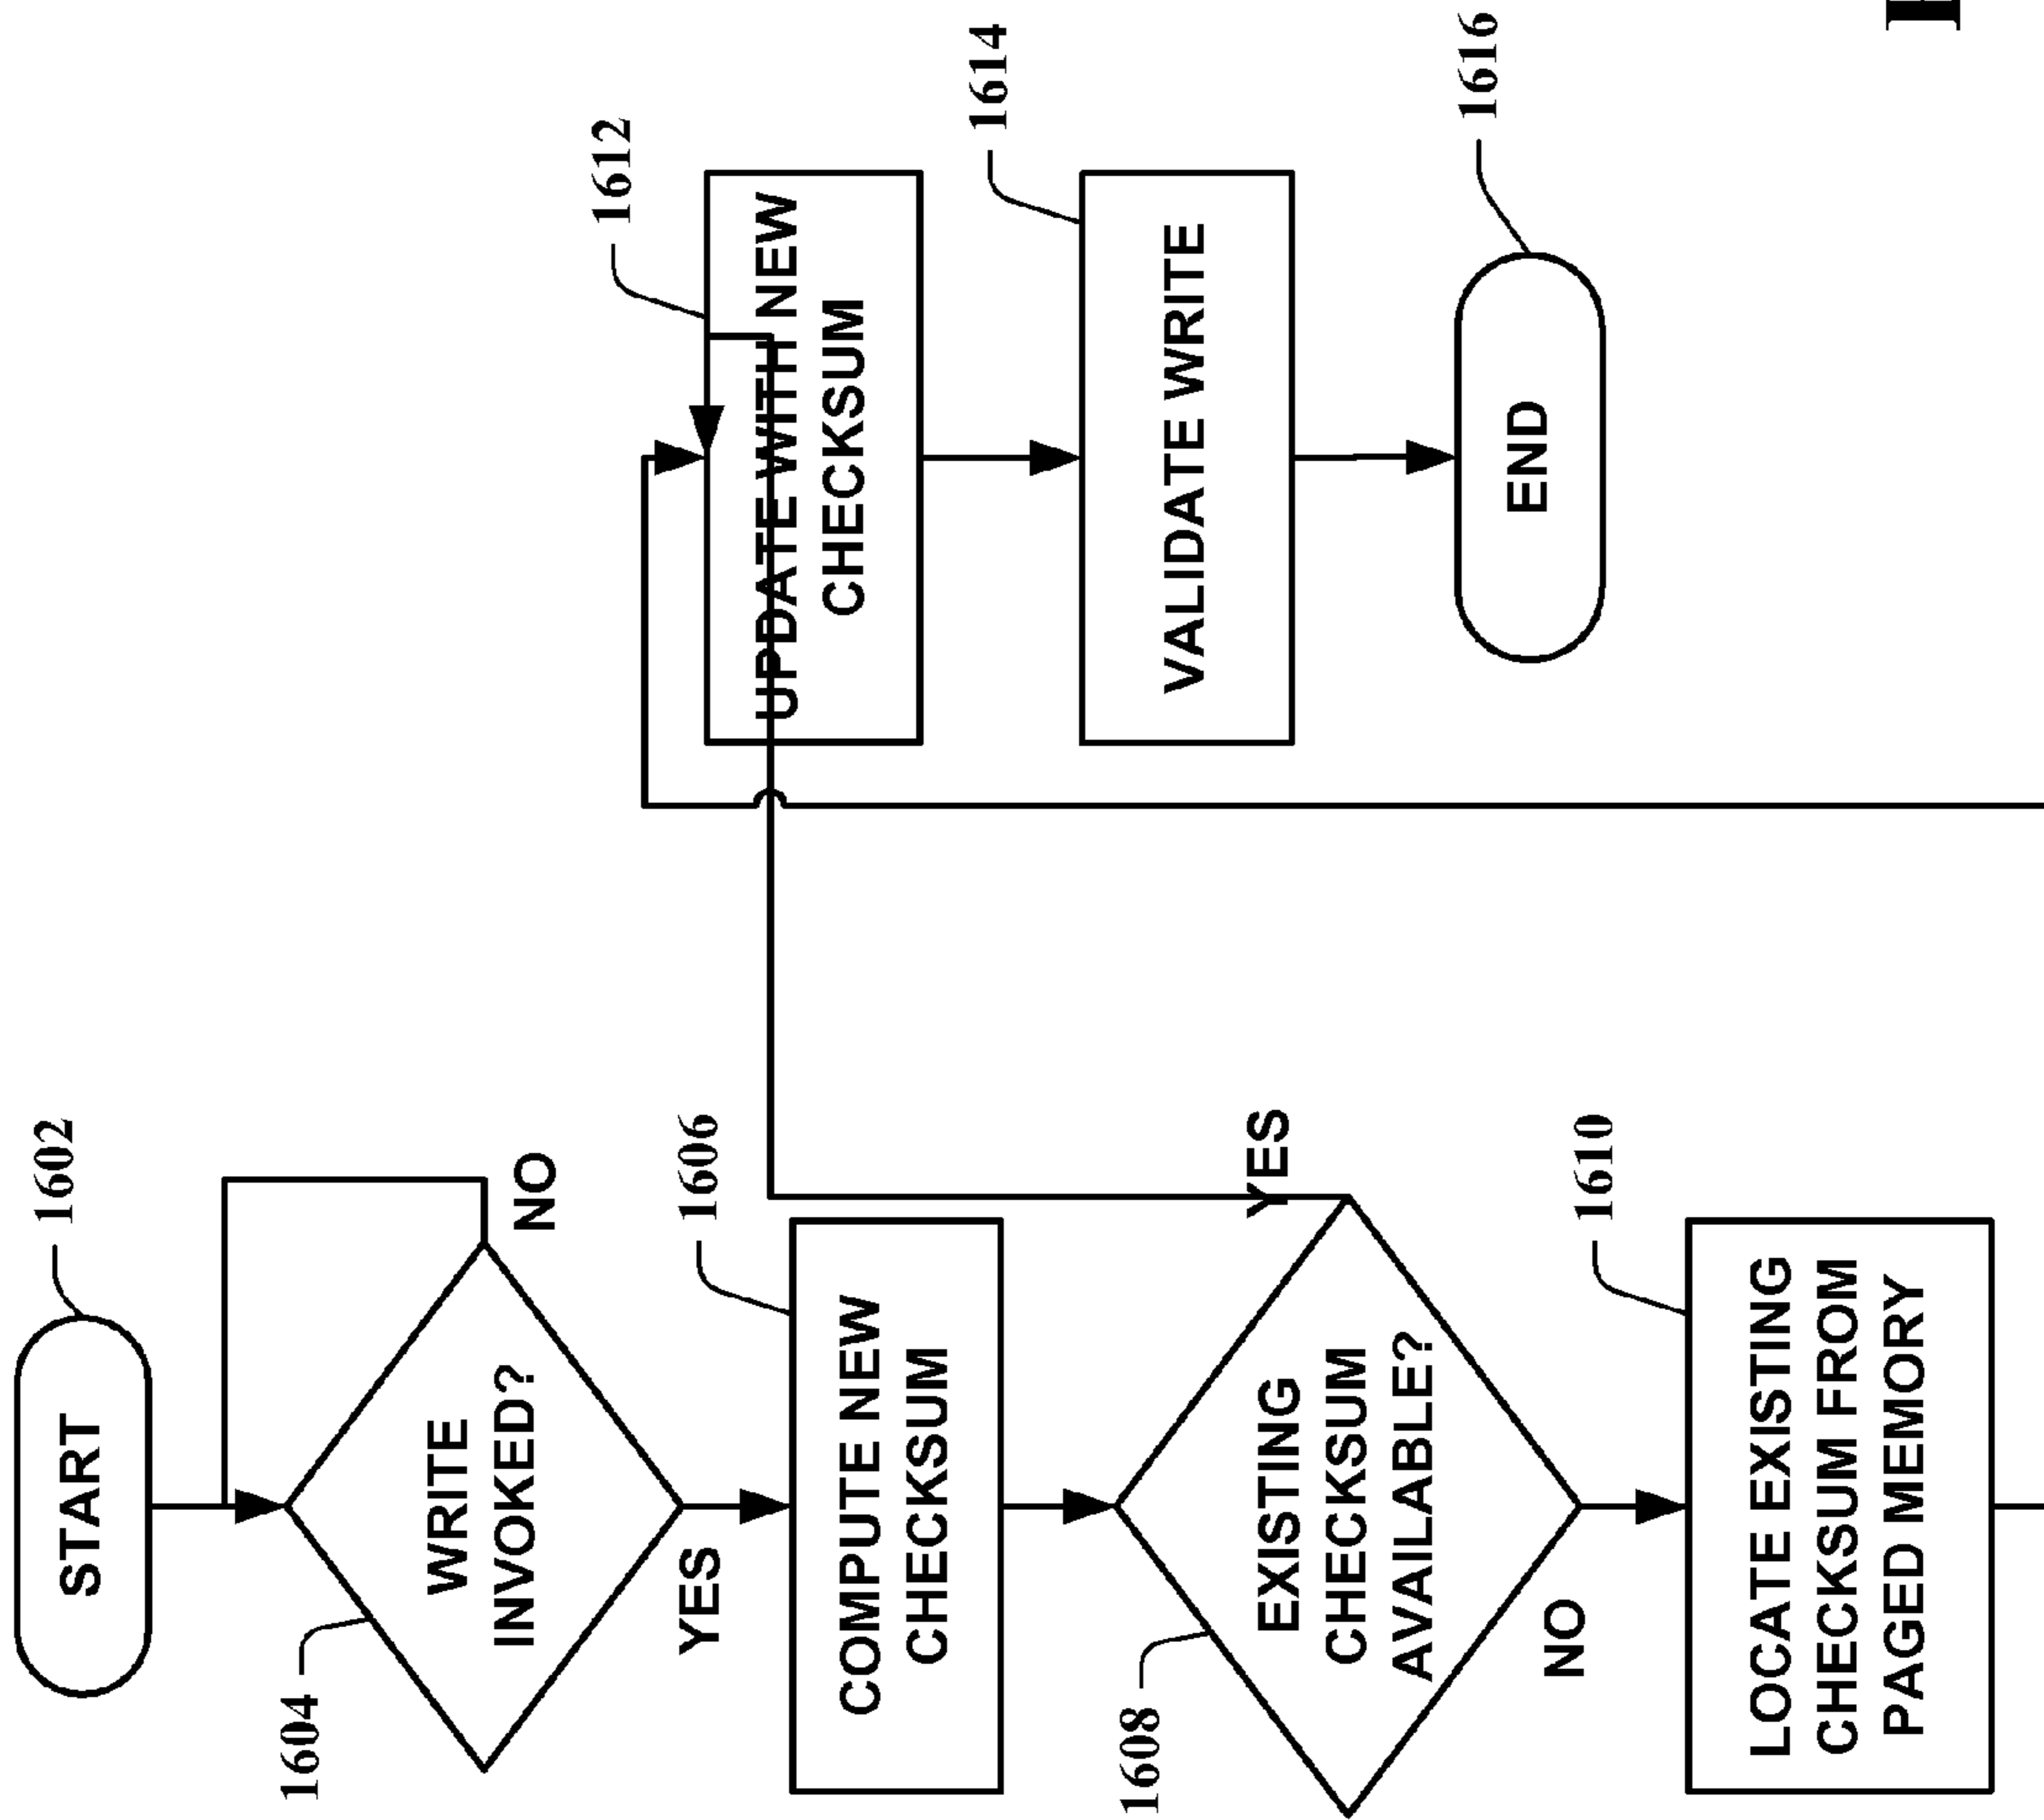 START
1602
1604
WRITE
INVOKED?
NO
YES
1606
COMPUTE NEW
CHECKSUM
1608
EXISTING
CHECKSUM
AVAILABLE?
YES
NO
1610
LOCATE EXISTING
CHECKSUM FROM
PAGED MEMORY
1612
UPDATE WITH NEW
CHECKSUM
1614
VALIDATE WRITE
1616
END